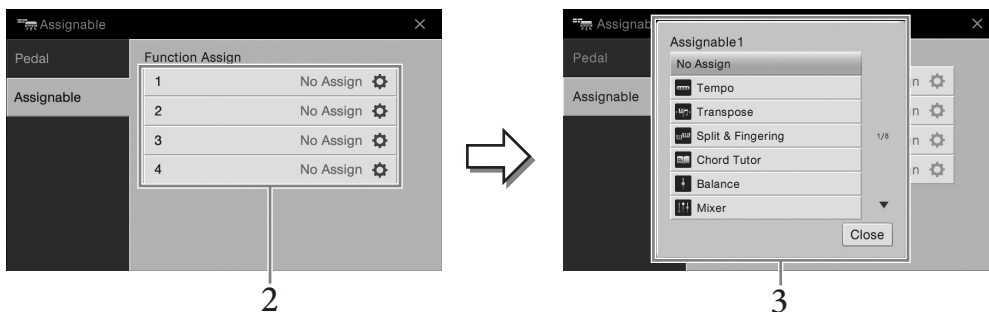 Assignable
Pedal
Assignable
Function Assign
1 No Assign
2 No Assign
3 No Assign
4 No Assign
2
Assignab
Pedal
Assignable
Assignable1
No Assign
Tempo
Transpose
Split & Fingering
Chord Tutor
Balance
Mixer
1/8
Close
n
n
n
n
3